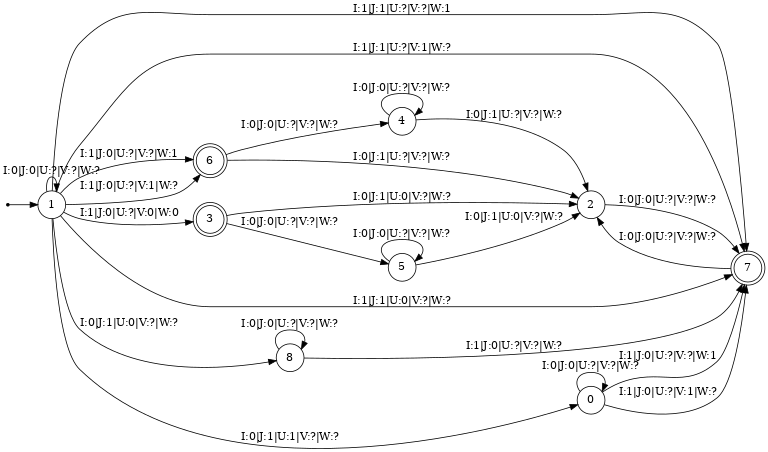 I:1|J:1|U:?|V:?|W:1
I:1|J:1|U:?|V:1|W:?
I:0|J:0|U:?|V:?|W:?
4
I:0|J:0|U:?|V:?|W:?
I:0|J:1|U:?|V:?|W:?
I:0|J:0|U:?|V:?|W:?
I:1|J:0|U:?|V:?|W:1
6
I:0|J:1|U:?|V:?|W:?
I:1|J:0|U:?|V:1|W:?
1
I:1|J:0|U:?|V:0|W:0
3
I:0|J:1|U:0|V:?|W:?
2
I:0|J:0|U:?|V:?|W:?
I:0|J:0|U:?|V:?|W:?
I:0|J:0|U:?|V:?|W:?
5
I:0|J:1|U:0|V:?|W:?
I:0|J:0|U:?|V:?|W:?
7
I:1|J:1|U:0|V:?|W:?
I:0|J:1|U:0|V:?|W:?
I:0|J:0|U:?|V:?|W:?
8
I:1|J:0|U:?|V:?|W:?
I:1|J:0|U:?|V:?|W:1
I:0|J:0|U:?|V:?|W:?
0
I:1|J:0|U:?|V:1|W:?
I:0|J:1|U:1|V:?|W:?